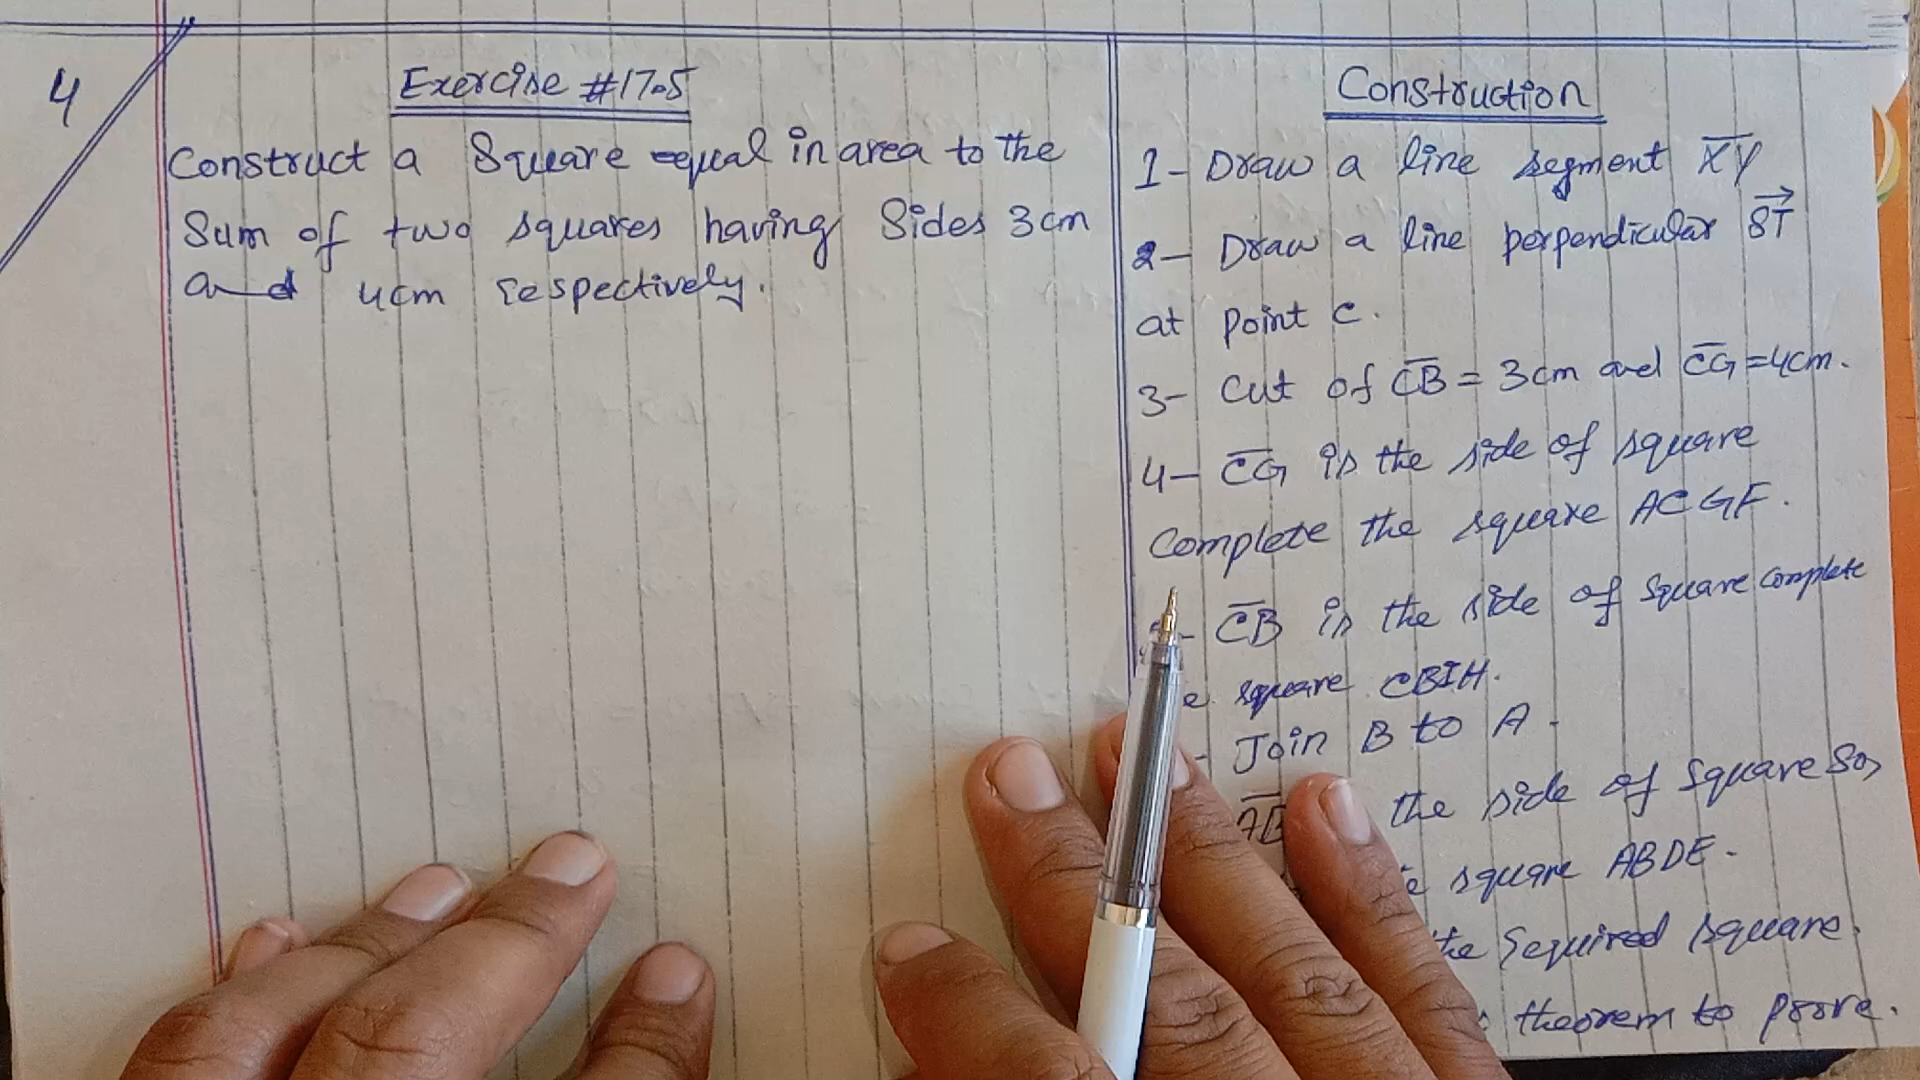 4
Exercise #17.5
Construct a Square equal in area to the
Sum of two squares having Sides 3cm
and 4cm respectively.
Construction
1- Draw a line segment XY
2- Draw a line perpendicular ST
at point C.
3- Cut of CB = 3cm and CG = 4cm.
4- CG is the side of square
Complete the square ACGF.
CB is the side of Square complete
square CBIH.
- Join B to A.
the side of Square So,
square ABDE.
the required square.
theorem to prove.